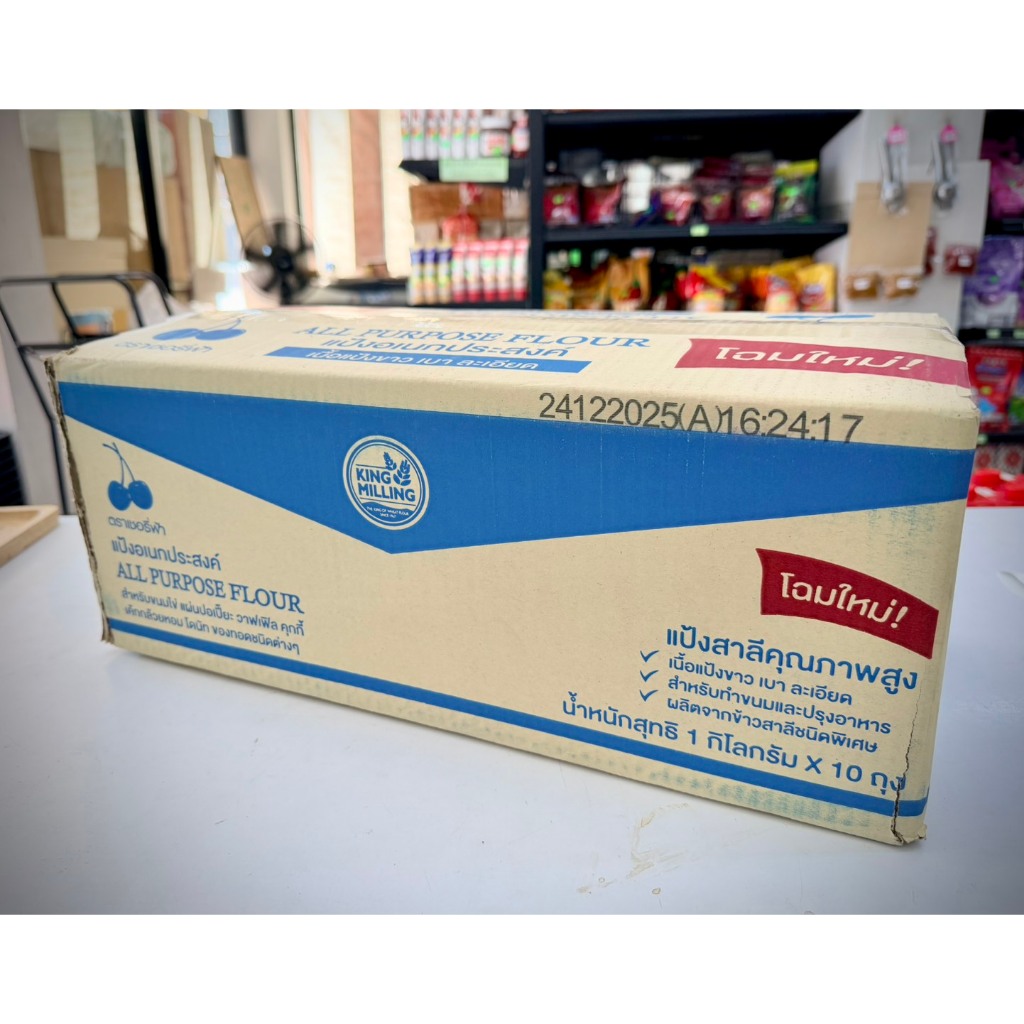 ALL PURPOSE FLOUR
แป้งอเนกประสงค์
เนื้อแป้งขาว เบา ละเอียด
ตราเชอรี่ฟ้า
โฉมใหม่!
24122025(A)16:24:17
KING
MILLING
ตราเชอรี่ฟ้า
แป้งอเนกประสงค์
ALL PURPOSE FLOUR
สำหรับขนมไข่ แผ่นปอเปี๊ยะ วาฟเฟิล คุกกี้
เค้กกล้วยหอม โดนัท ของทอดชนิดต่างๆ
โฉมใหม่!
แป้งสาลีคุณภาพสูง
✓ เนื้อแป้งขาว เบา ละเอียด
✓ สำหรับทำขนมและปรุงอาหาร
✓ ผลิตจากข้าวสาลีชนิดพิเศษ
น้ำหนักสุทธิ 1 กิโลกรัม X 10 ถุง